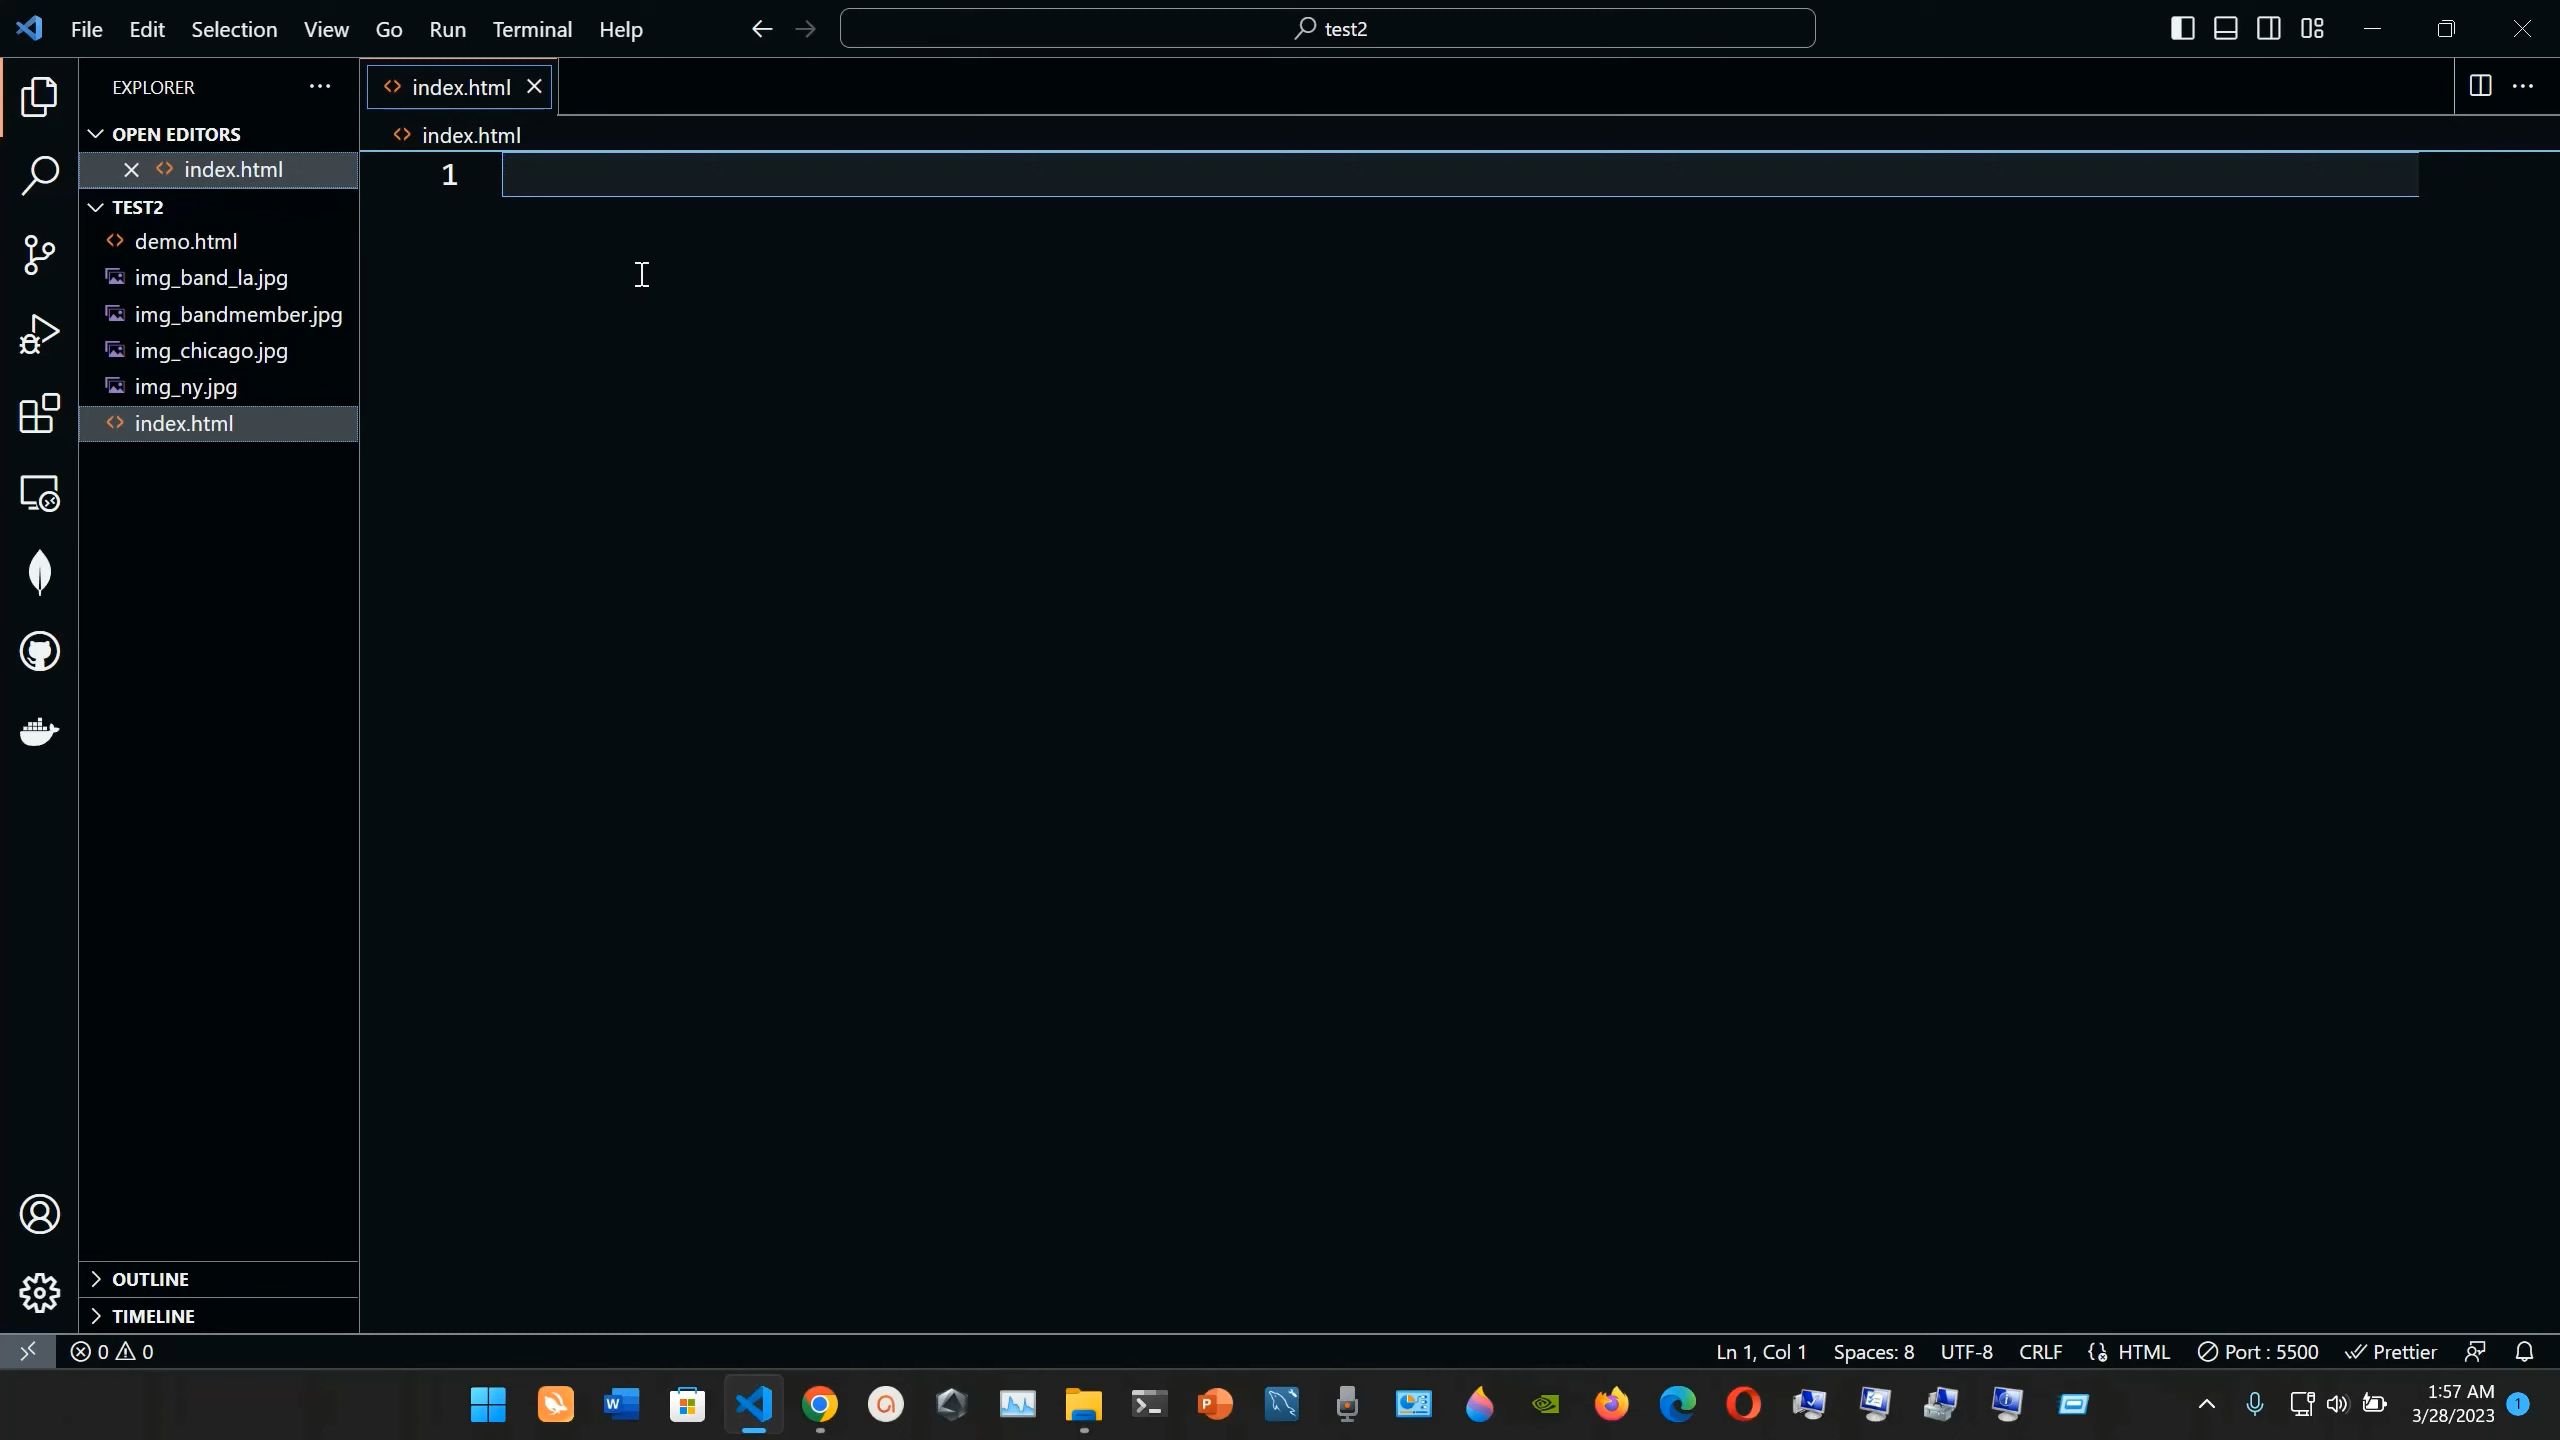 File Edit Selection View Go Run Terminal Help
test2
EXPLORER
index.html
OPEN EDITORS
index.html
index.html
1
TEST2
demo.html
img_band_la.jpg
img_bandmember.jpg
img_chicago.jpg
img_ny.jpg
index.html
OUTLINE
TIMELINE
0 0
Ln 1, Col 1 Spaces: 8 UTF-8 CRLF HTML Port : 5500 Prettier
1:57 AM
3/28/2023
1